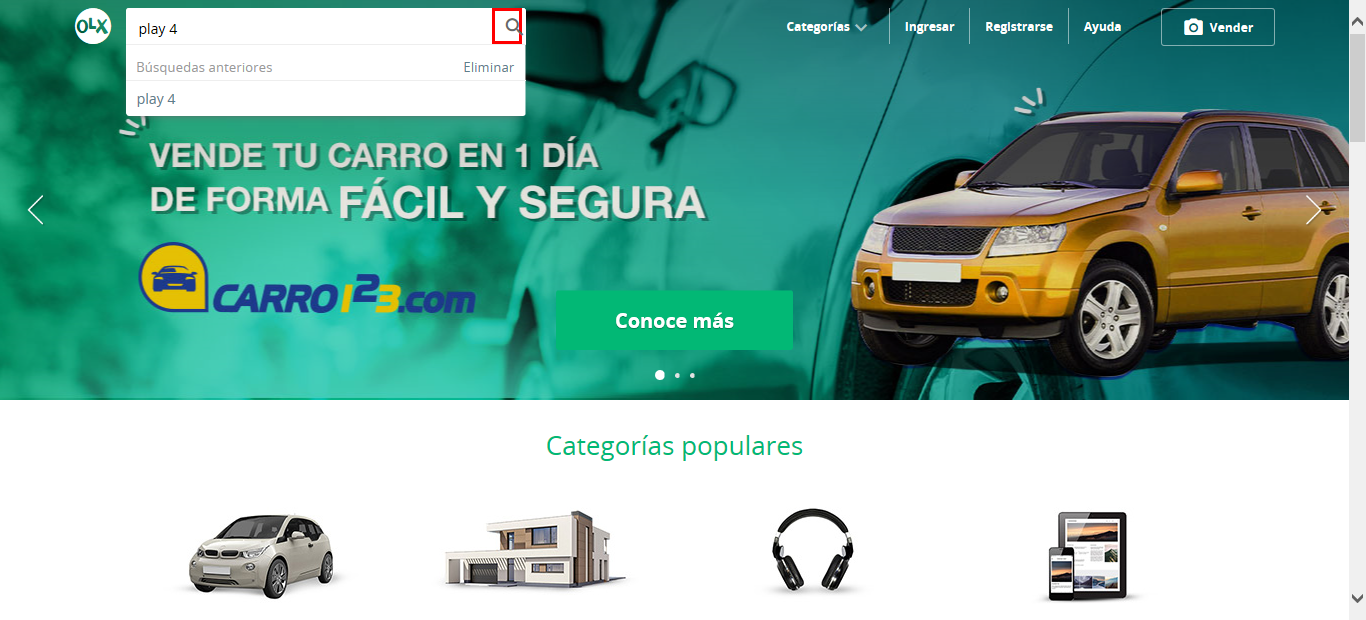 OLX
play 4
Categorías
Ingresar
Registrarse
Ayuda
Vender
Búsquedas anteriores
Eliminar
play 4
VENDE TU CARRO EN 1 DÍA
DE FORMA FÁCIL Y SEGURA
CARRO123.com
Conoce más
Categorías populares